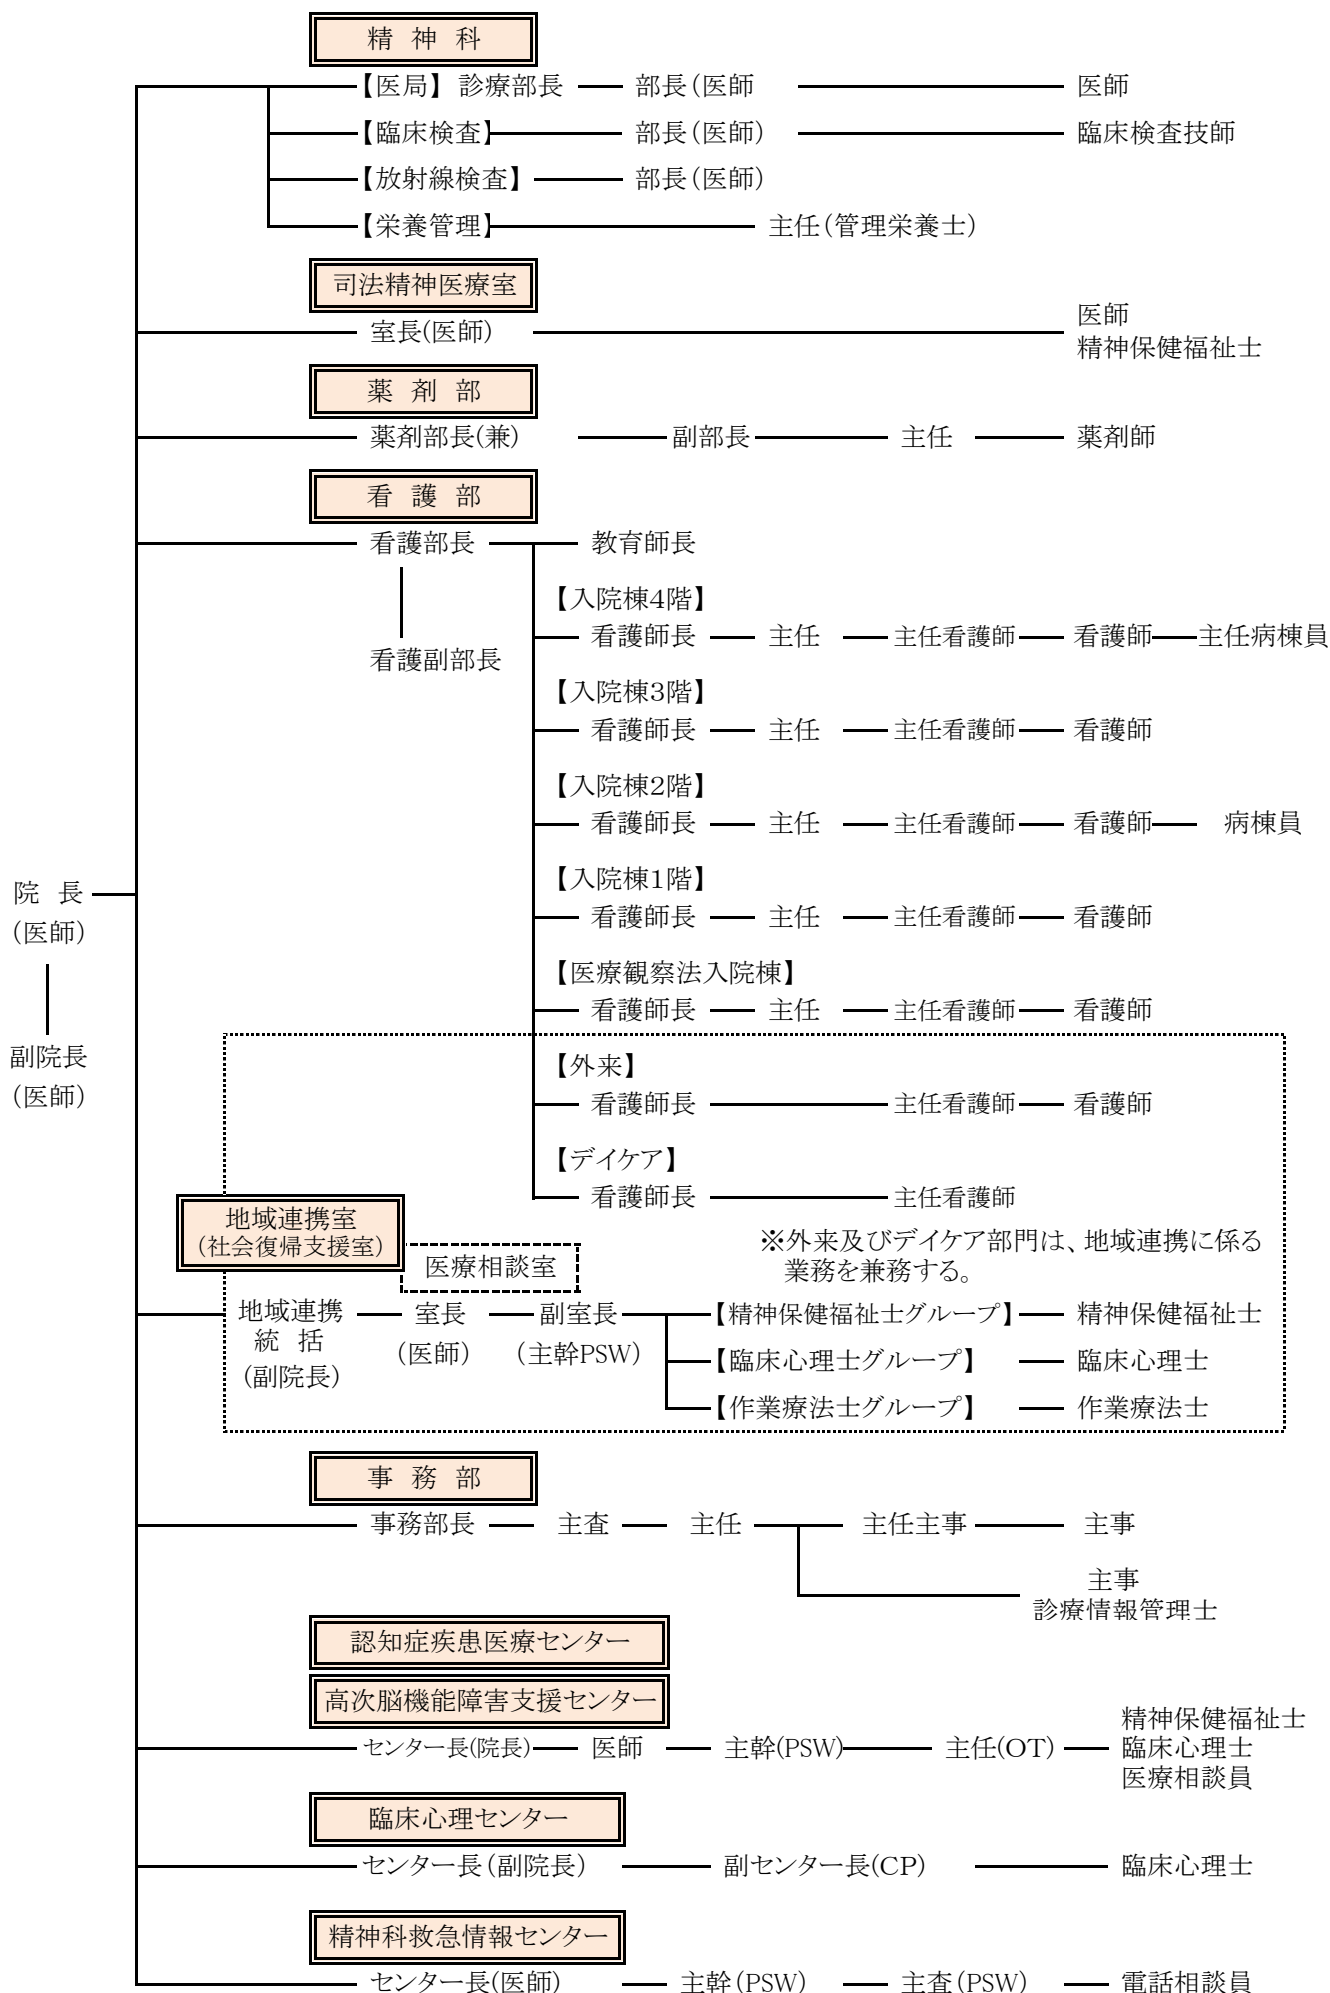 精 神 科
【医局】 診療部長 部長（医師 医師
【臨床検査】 部長（医師） 臨床検査技師
【放射線検査】 部長（医師）
【栄養管理】 主任（管理栄養士）
司法精神医療室
室長(医師) 医師
精神保健福祉士
薬 剤 部
薬剤部長(兼) 副部長 主任 薬剤師
看 護 部
看護部長 教育師長
【入院棟4階】
看護師長 主任 主任看護師 看護師 主任病棟員
看護副部長
【入院棟3階】
看護師長 主任 主任看護師 看護師
【入院棟2階】
看護師長 主任 主任看護師 看護師 病棟員
【入院棟1階】
看護師長 主任 主任看護師 看護師
院 長
（医師）
【医療観察法入院棟】
看護師長 主任 主任看護師 看護師
副院長
（医師）
【外来】
看護師長 主任看護師 看護師
【デイケア】
看護師長 主任看護師
地域連携室
（社会復帰支援室）
※外来及びデイケア部門は、地域連携に係る
業務を兼務する。
医療相談室
地域連携 室長 副室長 【精神保健福祉士グループ】 精神保健福祉士
統 括
（医師） （主幹PSW） 【臨床心理士グループ】 臨床心理士
（副院長）
【作業療法士グループ】 作業療法士
事 務 部
事務部長 主査 主任 主任主事 主事
主事
診療情報管理士
認知症疾患医療センター
高次脳機能障害支援センター
精神保健福祉士
センター長(院長) 医師 主幹(PSW) 主任(OT) 臨床心理士
医療相談員
臨床心理センター
センター長（副院長） 副センター長(CP) 臨床心理士
精神科救急情報センター
センター長(医師) 主幹（PSW） 主査（PSW） 電話相談員